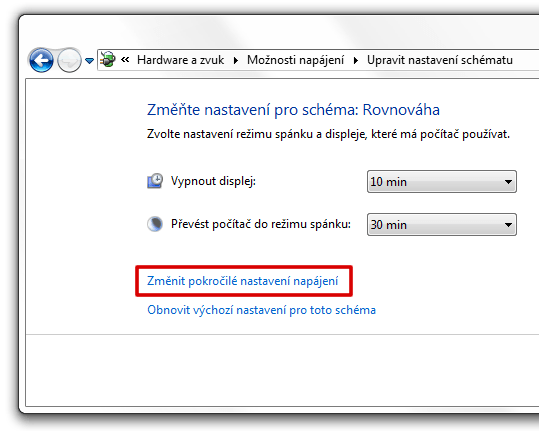 « Hardware a zvuk ▸ Možnosti napájení ▸ Upravit nastavení schématu
Změňte nastavení pro schéma: Rovnováha
Zvolte nastavení režimu spánku a displeje, které má počítač používat.
Vypnout displej: 10 min
Převést počítač do režimu spánku: 30 min
Změnit pokročilé nastavení napájení
Obnovit výchozí nastavení pro toto schéma